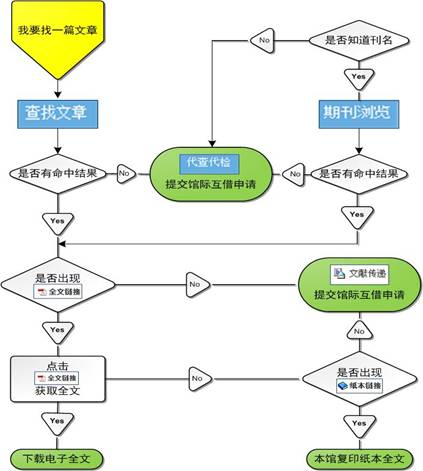 我要找一篇文章
No
是否知道刊名
Yes
查找文章
期刊浏览
代查代检
提交馆际互借申请
是否有命中结果
No
No
是否有命中结果
Yes
Yes
是否出现
全文链接
No
文献传递
提交馆际互借申请
Yes
No
点击
全文链接
获取全文
No
是否出现
纸本链接
Yes
Yes
下载电子全文
本馆复印纸本全文